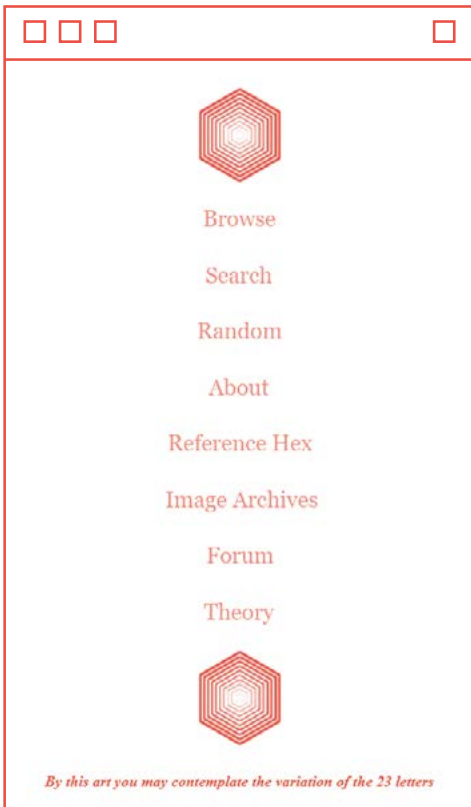 Browse
Search
Random
About
Reference Hex
Image Archives
Forum
Theory
By this art you may contemplate the variation of the 23 letters